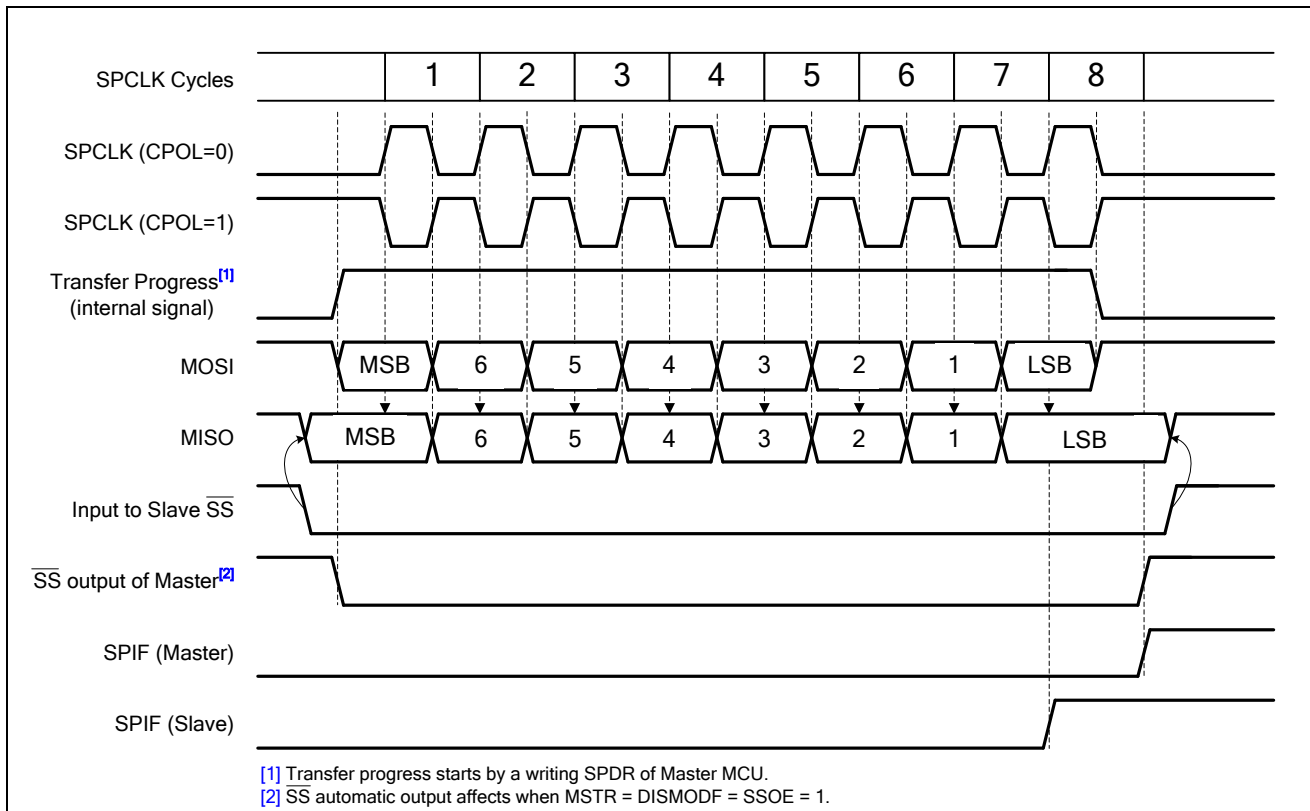 SPCLK Cycles 1 2 3 4 5 6 7 8
SPCLK (CPOL=0)
SPCLK (CPOL=1)
Transfer Progress[1]
(internal signal)
MOSI MSB 6 5 4 3 2 1 LSB
MISO MSB 6 5 4 3 2 1 LSB
Input to Slave S̅S̅
S̅S̅ output of Master[2]
SPIF (Master)
SPIF (Slave)
[1] Transfer progress starts by a writing SPDR of Master MCU.
[2] S̅S̅ automatic output affects when MSTR = DISMODF = SSOE = 1.